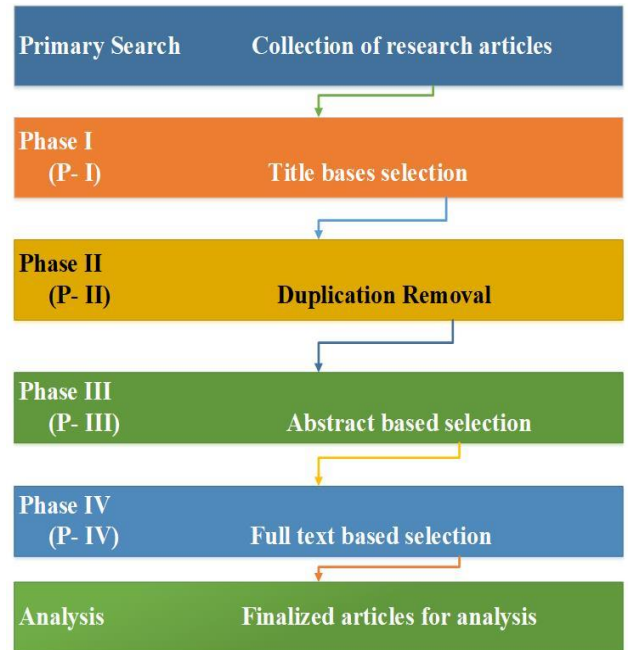 Primary Search Collection of research articles
Phase I
(P- I) Title bases selection
Phase II
(P- II) Duplication Removal
Phase III
(P- III) Abstract based selection
Phase IV
(P- IV) Full text based selection
Analysis Finalized articles for analysis